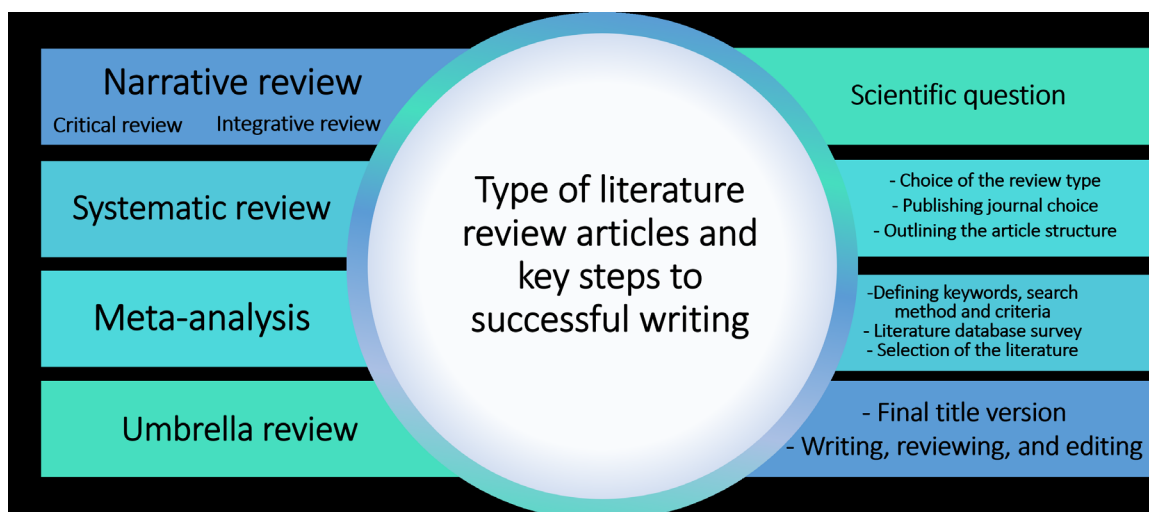 Narrative review
Critical review
Integrative review
Systematic review
Meta-analysis
Umbrella review
Type of literature
review articles and
key steps to
successful writing
Scientific question
- Choice of the review type
- Publishing journal choice
- Outlining the article structure
-Defining keywords, search
method and criteria
- Literature database survey
- Selection of the literature
- Final title version
- Writing, reviewing, and editing